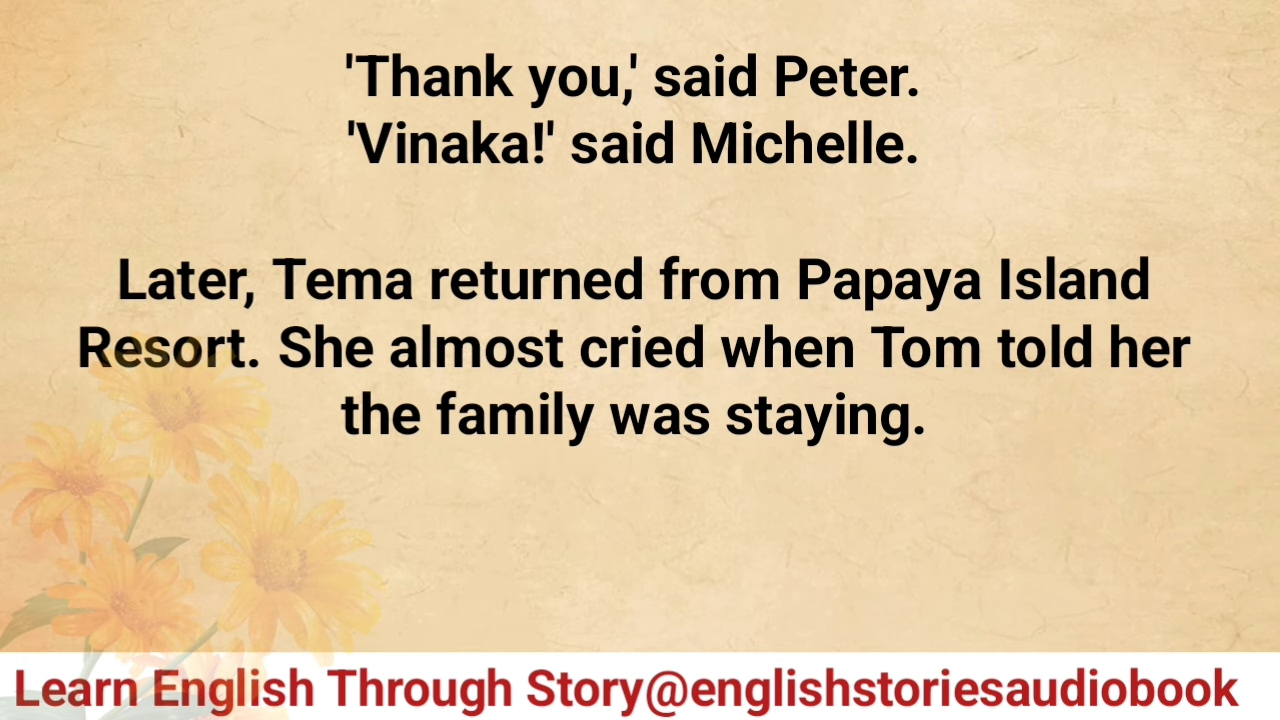 'Thank you,' said Peter.
'Vinaka!' said Michelle.
Later, Tema returned from Papaya Island
Resort. She almost cried when Tom told her
the family was staying.
Learn English Through Story@englishstoriesaudiobook